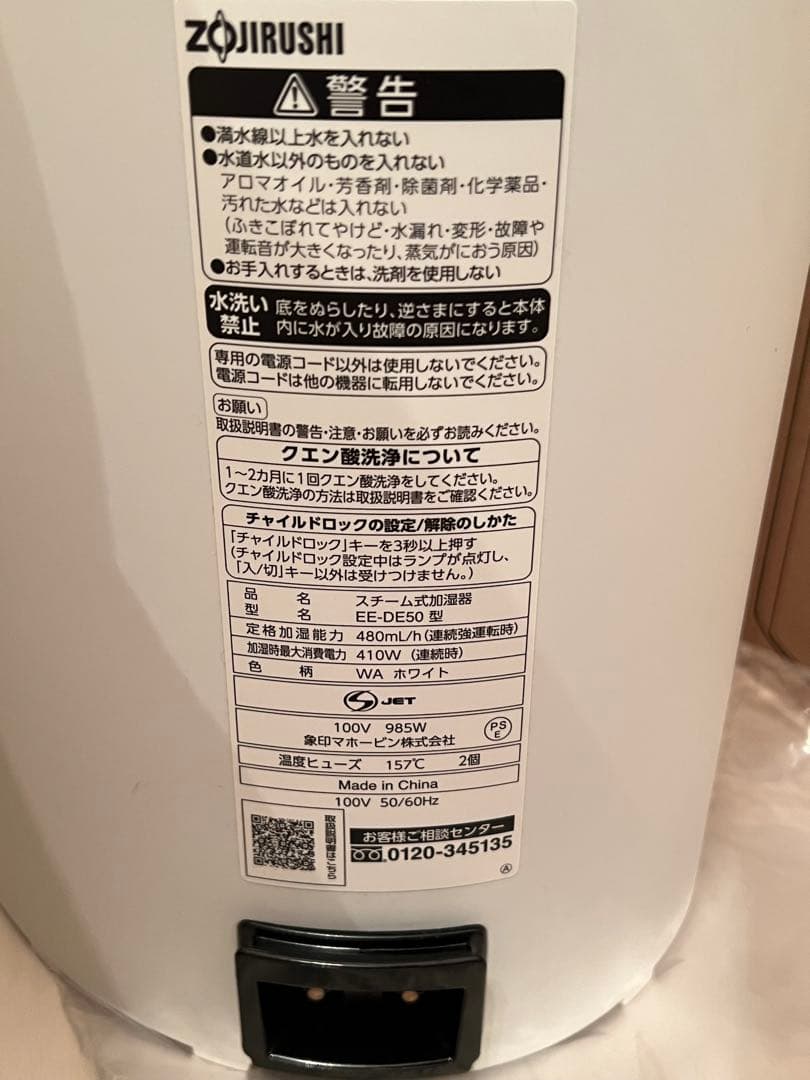 ZOJIRUSHI
警告
●満水線以上水を入れない
●水道水以外のものを入れない
アロマオイル・芳香剤・除菌剤・化学薬品・
汚れた水などは入れない
(ふきこぼれてやけど・水漏れ・変形・故障や
運転音が大きくなったり、蒸気がにおう原因)
●お手入れするときは、洗剤を使用しない
水洗い禁止
底をぬらしたり、逆さまにすると本体
内に水が入り故障の原因になります。
専用の電源コード以外は使用しないでください。
電源コードは他の機器に転用しないでください。
お願い
取扱説明書の警告・注意・お願いを必ずお読みください。
クエン酸洗浄について
1〜2カ月に1回クエン酸洗浄をしてください。
クエン酸洗浄の方法は取扱説明書をご確認ください。
チャイルドロックの設定/解除のしかた
「チャイルドロック」キーを3秒以上押す
(チャイルドロック設定中はランプが点灯し、
「入/切」キー以外は受けつけません。)
品名 スチーム式加湿器
型名 EE-DE50 型
定格加湿能力 480mL/h(連続強運転時)
加湿時最大消費電力 410W (連続時)
色柄 WA ホワイト
JET
100V 985W
象印マホービン株式会社
PS
E
温度ヒューズ 157℃ 2個
Made in China
100V 50/60Hz
取扱説明書はこちら
お客様ご相談センター
0120-345135
A